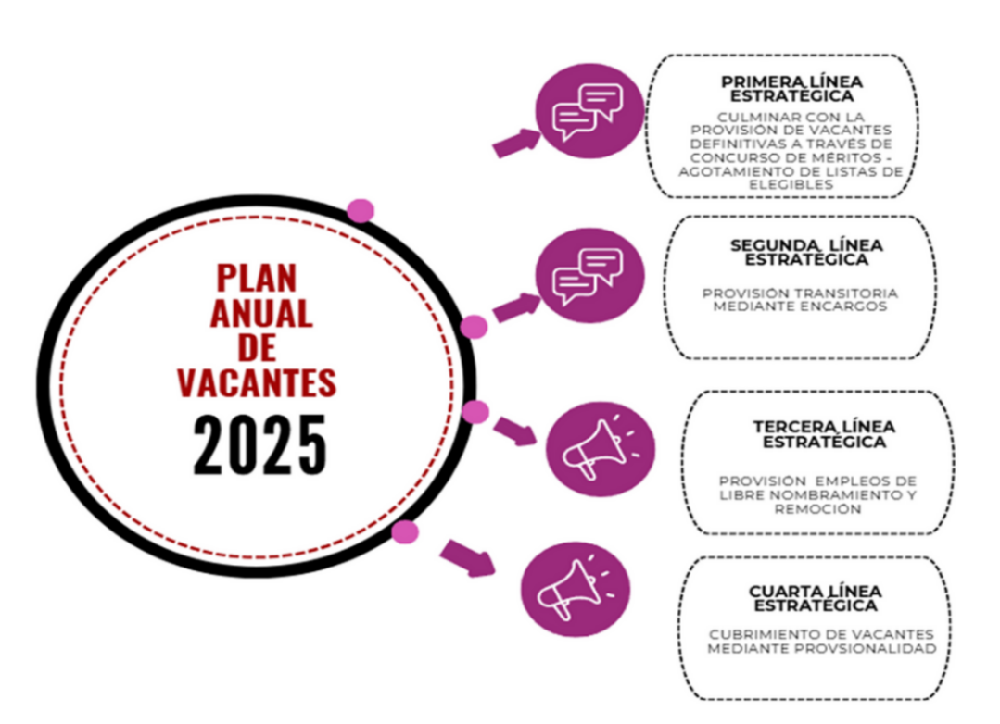 PLAN
ANUAL
DE
VACANTES
2025
PRIMERA LÍNEA
ESTRATÉGICA
CULMINAR CON LA
PROVISIÓN DE VACANTES
DEFINITIVAS A TRAVÉS DE
CONCURSO DE MÉRITOS -
AGOTAMIENTO DE LISTAS DE
ELEGIBLES
SEGUNDA LÍNEA
ESTRATÉGICA
PROVISIÓN TRANSITORIA
MEDIANTE ENCARGOS
TERCERA LÍNEA
ESTRATÉGICA
PROVISIÓN EMPLEOS DE
LIBRE NOMBRAMIENTO Y
REMOCIÓN
CUARTA LÍNEA
ESTRATÉGICA
CUBRIMIENTO DE VACANTES
MEDIANTE PROVSIONALIDAD